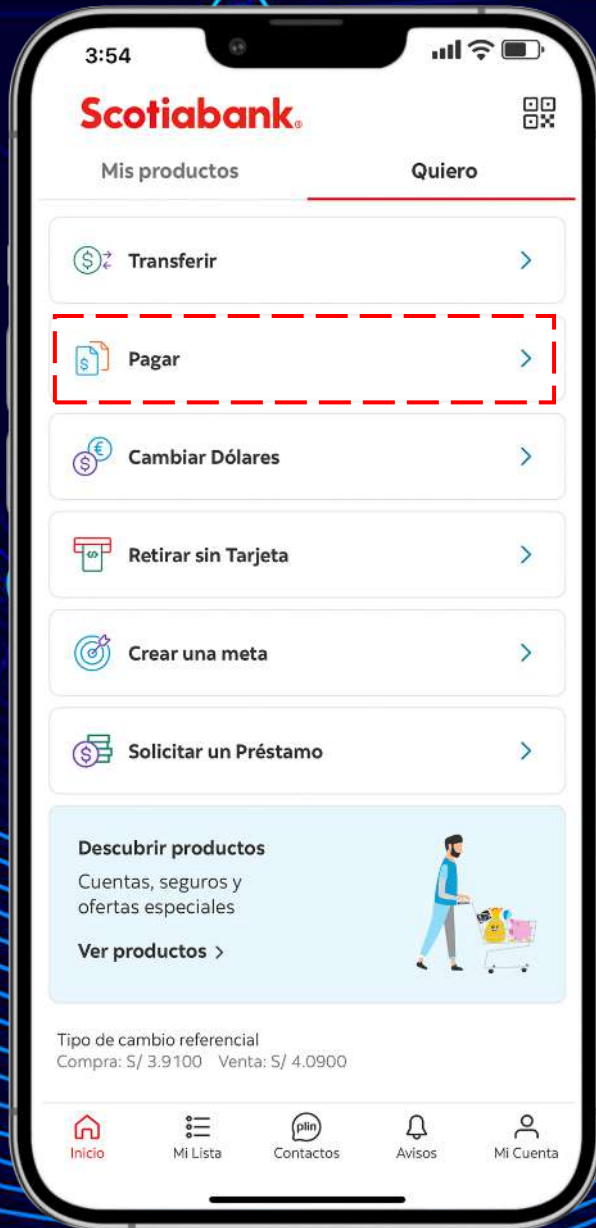 3:54
Scotiabank®
Mis productos Quiero
Transferir
Pagar
Cambiar Dólares
Retirar sin Tarjeta
Crear una meta
Solicitar un Préstamo
Descubrir productos
Cuentas, seguros y
ofertas especiales
Ver productos >
Tipo de cambio referencial
Compra: S/ 3.9100 Venta: S/ 4.0900
plin
Inicio Mi Lista Contactos Avisos Mi Cuenta